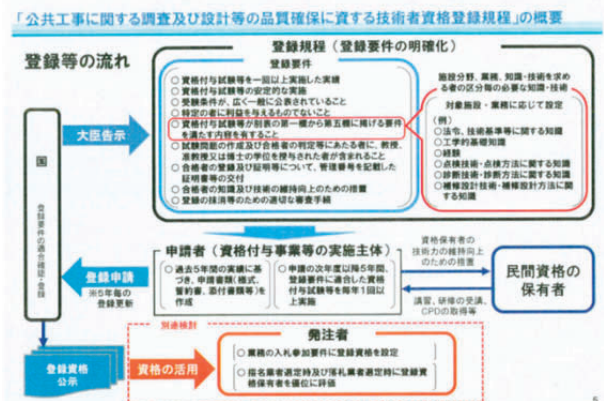 「公共工事に関する調査及び設計等の品質確保に資する技術者資格登録規程」の概要
登録等の流れ
登録規程（登録要件の明確化）
登録要件
○資格付与試験等を一回以上実施した実績
○資格付与試験等の安定的な実施
○受験条件が、広く一般に公表されていること
○特定の者に利益を与えるものでないこと
○資格付与試験等が別表の第一欄から第五欄に掲げる要件
を満たす内容を有すること
○試験問題の作成及び合格者の判定等にあたる者に、教授、
准教授又は博士の学位を授与された者が含まれること
○合格者の登録及び証明等について、管理番号を記載した
証明書等の交付
○合格者の知識及び技術の維持向上のための措置
○登録の抹消等のための適切な審査手続
施設分野、業務、知識・技術を求め
る者の区分毎の必要な知識・技術
対象施設・業務に応じて設定
（例）
○法令、技術基準等に関する知識
○工学的基礎知識
○経験
○点検技術・点検方法に関する知識
○診断技術・診断方法に関する知識
○補修設計技術・補修設計方法に関
する知識
大臣告示
国
登録要件の適合確認・登録
申請者（資格付与事業等の実施主体）
○過去5年間の実績に基
づき、申請書類（様式、
誓約書、添付書類等）を
作成
○申請の次年度以降5年間、
登録要件に適合した資格
付与試験等を毎年1回以
上実施
登録申請
※5年毎の
登録更新
資格保有者の
技術力の維持向上
のための措置
講習、研修の受講、
CPDの取得等
民間資格の
保有者
別途検討
登録資格
公示
資格の活用
発注者
○業務の入札参加要件に登録資格を設定
○指名業者選定時及び落札業者選定時に登録資
格保有者を優位に評価